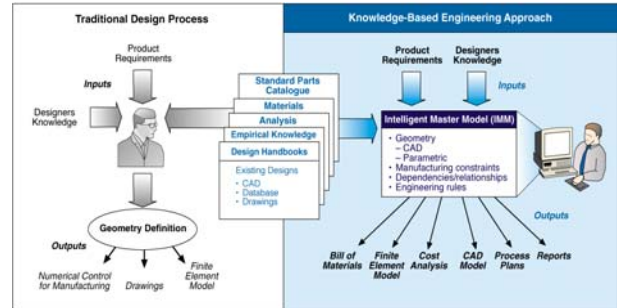 Traditional Design Process
Product
Requirements
Inputs
Designers
Knowledge
Geometry Definition
Outputs
Numerical Control
for Manufacturing
Drawings
Finite
Element
Model
Standard Parts
Catalogue
Materials
Analysis
Empirical Knowledge
Design Handbooks
Existing Designs
• CAD
• Database
• Drawings
Knowledge-Based Engineering Approach
Product
Requirements
Designers
Knowledge
Inputs
Intelligent Master Model (IMM)
• Geometry
– CAD
– Parametric
• Manufacturing constraints
• Dependencies/relationships
• Engineering rules
Outputs
Bill of
Materials
Finite
Element
Model
Cost
Analysis
CAD
Model
Process
Plans
Reports